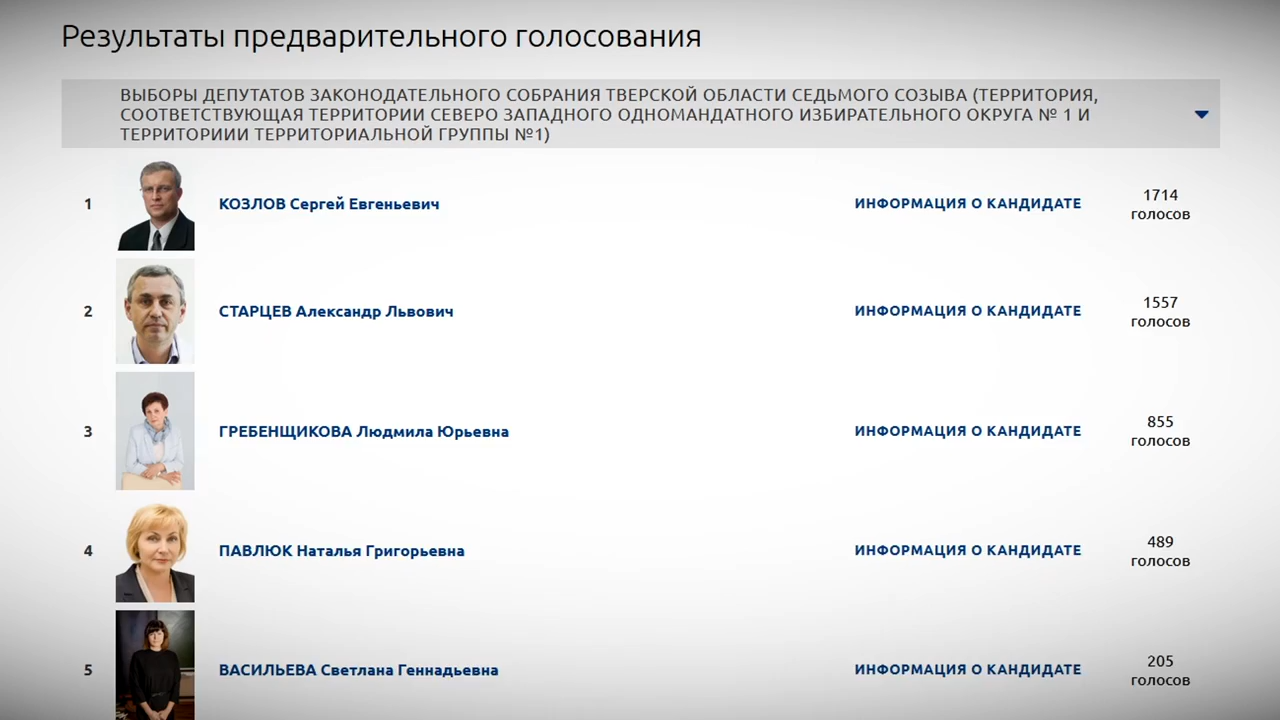 Результаты предварительного голосования
ВЫБОРЫ ДЕПУТАТОВ ЗАКОНОДАТЕЛЬНОГО СОБРАНИЯ ТВЕРСКОЙ ОБЛАСТИ СЕДЬМОГО СОЗЫВА (ТЕРРИТОРИЯ,
СООТВЕТСТВУЮЩАЯ ТЕРРИТОРИИ СЕВЕРО ЗАПАДНОГО ОДНОМАНДАТНОГО ИЗБИРАТЕЛЬНОГО ОКРУГА № 1 И
ТЕРРИТОРИИИ ТЕРРИТОРИАЛЬНОЙ ГРУППЫ №1)
1 КОЗЛОВ Сергей Евгеньевич ИНФОРМАЦИЯ О КАНДИДАТЕ 1714
голосов
2 СТАРЦЕВ Александр Львович ИНФОРМАЦИЯ О КАНДИДАТЕ 1557
голосов
3 ГРЕБЕНЩИКОВА Людмила Юрьевна ИНФОРМАЦИЯ О КАНДИДАТЕ 855
голосов
4 ПАВЛЮК Наталья Григорьевна ИНФОРМАЦИЯ О КАНДИДАТЕ 489
голосов
5 ВАСИЛЬЕВА Светлана Геннадьевна ИНФОРМАЦИЯ О КАНДИДАТЕ 205
голосов